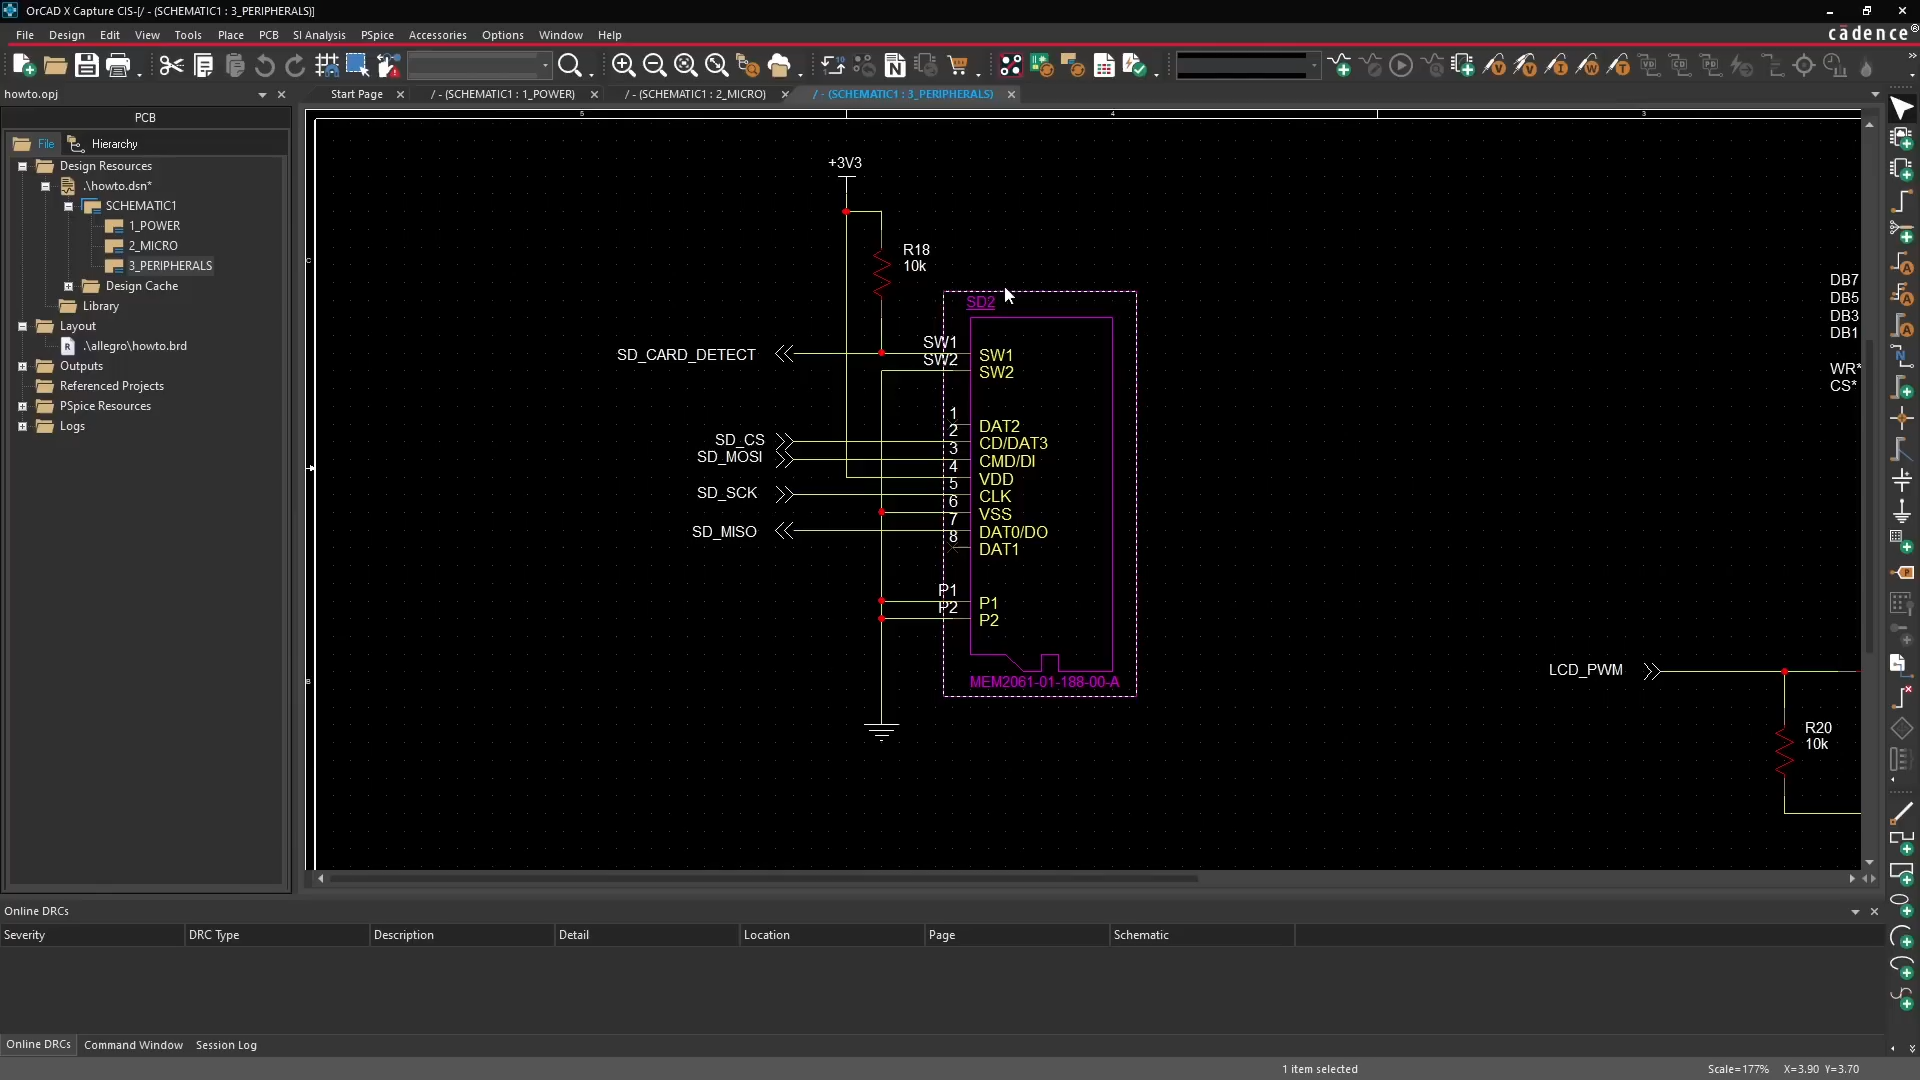 OrCAD X Capture CIS-[/ - (SCHEMATIC1 : 3_PERIPHERALS)]
File Design Edit View Tools Place PCB SI Analysis PSpice Accessories Options Window Help
cādence®
howto.opj
Start Page
/ - (SCHEMATIC1 : 1_POWER)
/ - (SCHEMATIC1 : 2_MICRO)
/ - (SCHEMATIC1 : 3_PERIPHERALS)
PCB
File Hierarchy
Design Resources
.\howto.dsn*
SCHEMATIC1
1_POWER
2_MICRO
3_PERIPHERALS
Design Cache
Library
Layout
.\allegro\howto.brd
Outputs
Referenced Projects
PSpice Resources
Logs
5 4 3
C
B
+3V3
R18
10k
SD2
SD_CARD_DETECT
SW1 SW1
SW2 SW2
1 DAT2
SD_CS 2 CD/DAT3
SD_MOSI 3 CMD/DI
4 VDD
SD_SCK 5 CLK
6 VSS
SD_MISO 7 DAT0/DO
8 DAT1
P1 P1
P2 P2
MEM2061-01-188-00-A
DB7
DB5
DB3
DB1
WR*
CS*
LCD_PWM
R20
10k
Online DRCs
Severity DRC Type Description Detail Location Page Schematic
Online DRCs Command Window Session Log
1 item selected Scale=177% X=3.90 Y=3.70